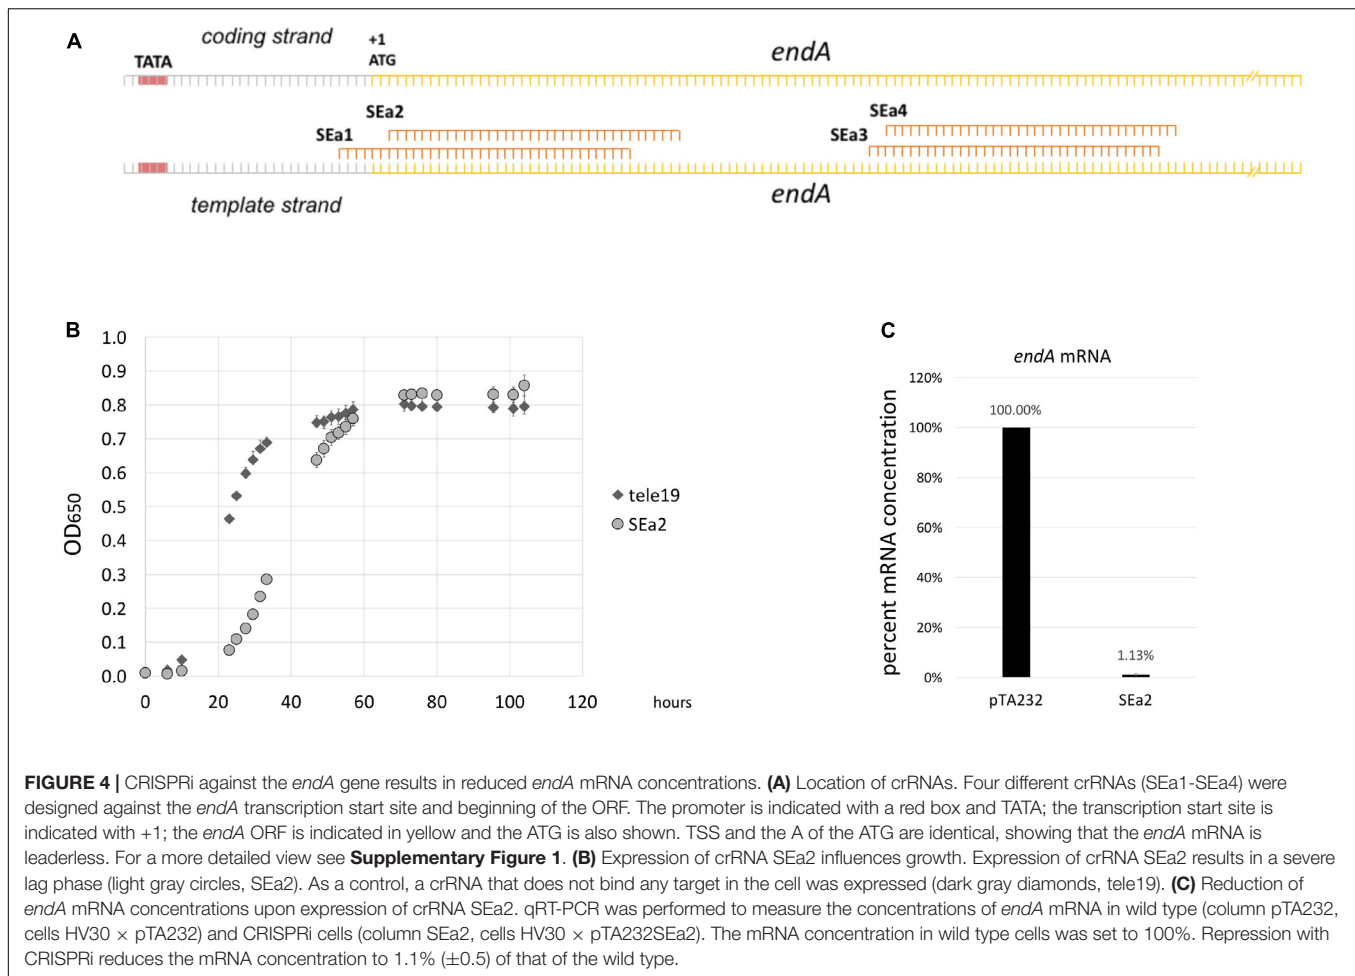 A
coding strand
+1
ATG
endA
TATA
SEa2
SEa4
SEa1
SEa3
template strand
endA
B
OD650
1.0
0.9
0.8
0.7
0.6
0.5
0.4
0.3
0.2
0.1
0.0
0 20 40 60 80 100 120 hours
tele19
SEa2
C
endA mRNA
percent mRNA concentration
120%
100%
80%
60%
40%
20%
0%
100.00%
1.13%
pTA232 SEa2
FIGURE 4 | CRISPRi against the endA gene results in reduced endA mRNA concentrations. (A) Location of crRNAs. Four different crRNAs (SEa1-SEa4) were
designed against the endA transcription start site and beginning of the ORF. The promoter is indicated with a red box and TATA; the transcription start site is
indicated with +1; the endA ORF is indicated in yellow and the ATG is also shown. TSS and the A of the ATG are identical, showing that the endA mRNA is
leaderless. For a more detailed view see Supplementary Figure 1. (B) Expression of crRNA SEa2 influences growth. Expression of crRNA SEa2 results in a severe
lag phase (light gray circles, SEa2). As a control, a crRNA that does not bind any target in the cell was expressed (dark gray diamonds, tele19). (C) Reduction of
endA mRNA concentrations upon expression of crRNA SEa2. qRT-PCR was performed to measure the concentrations of endA mRNA in wild type (column pTA232,
cells HV30 × pTA232) and CRISPRi cells (column SEa2, cells HV30 × pTA232SEa2). The mRNA concentration in wild type cells was set to 100%. Repression with
CRISPRi reduces the mRNA concentration to 1.1% (±0.5) of that of the wild type.